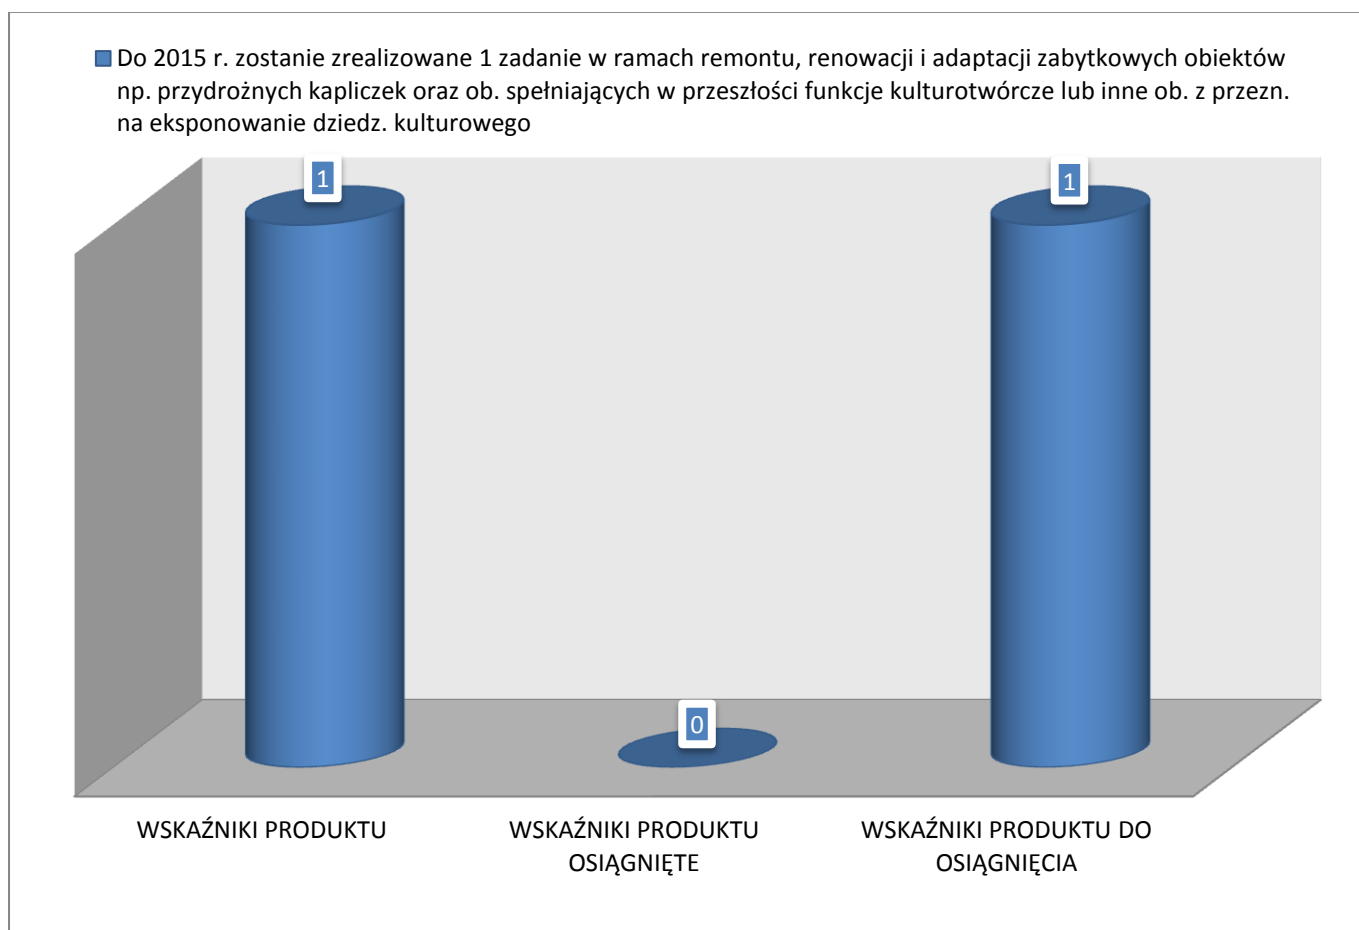 Do 2015 r. zostanie zrealizowane 1 zadanie w ramach remontu, renowacji i adaptacji zabytkowych obiektów
np. przydrożnych kapliczek oraz ob. spełniających w przeszłości funkcje kulturotwórcze lub inne ob. z przezn.
na eksponowanie dziedz. kulturowego
1
1
0
WSKAŹNIKI PRODUKTU
WSKAŹNIKI PRODUKTU
OSIĄGNIĘTE
WSKAŹNIKI PRODUKTU DO
OSIĄGNIĘCIA